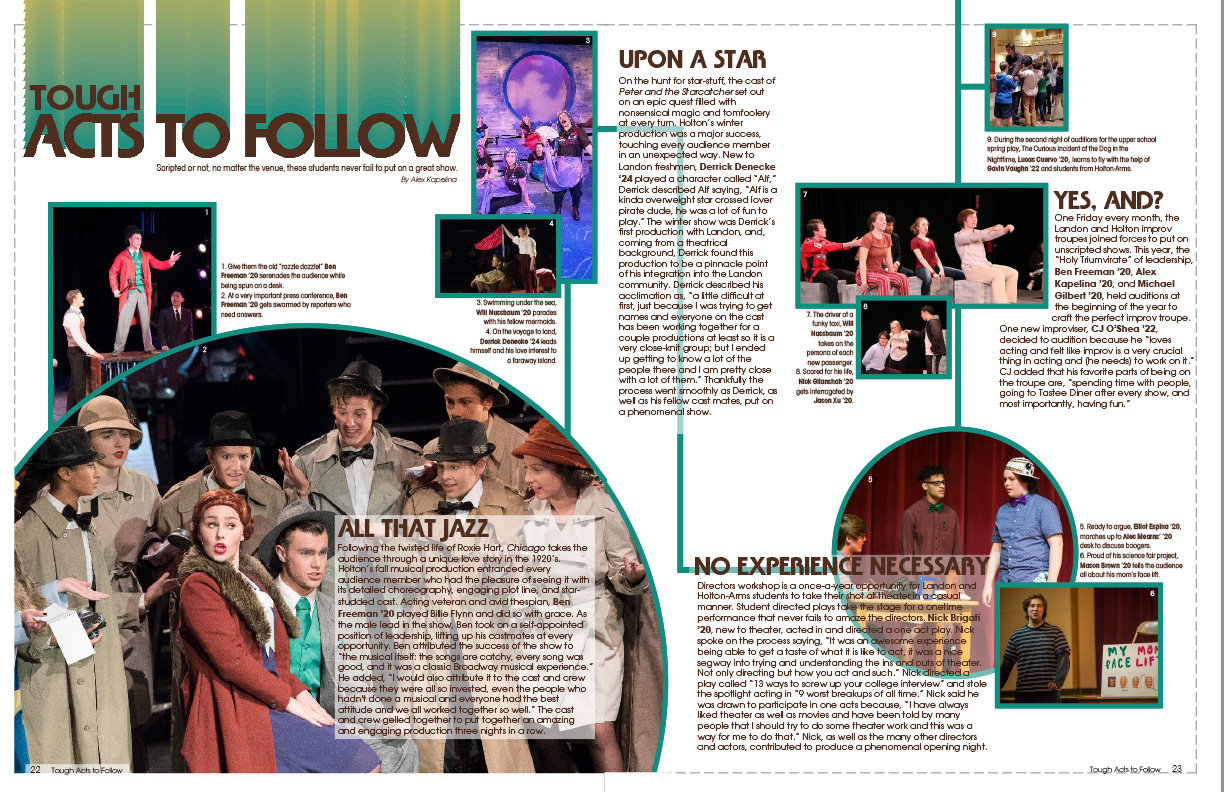 TOUGH
ACTS TO FOLLOW
Scripted or not, no matter the venue, these students never fail to put on a great show.
By Alex Kapelina
1
1. Give them the old "razzle dazzle!" Ben
Freeman '20 serenades the audience while
being spun on a desk.
2. At a very important press conference, Ben
Freeman '20 gets swarmed by reporters who
need answers.
2
3
4
3. Swimming under the sea,
Will Nussbaum '20 parades
with his fellow mermaids.
4. On the voyage to land,
Derrick Denecke '24 leads
himself and his love interest to
a faraway island.
ALL THAT JAZZ
Following the twisted life of Roxie Hart, Chicago takes the
audience through a unique love story in the 1920's.
Holton's fall musical production entranced every
audience member who had the pleasure of seeing it with
its detailed choreography, engaging plot line, and star-
studded cast. Acting veteran and avid thespian, Ben
Freeman '20 played Billie Flynn and did so with grace. As
the male lead in the show, Ben took on a self-appointed
position of leadership, lifting up his castmates at every
opportunity. Ben attributed the success of the show to
"the musical itself: the songs are catchy, every song was
good, and it was a classic Broadway musical experience."
He added, "I would also attribute it to the cast and crew
because they were all so invested, even the people who
hadn't done a musical and everyone had the best
attitude and we all worked together so well." The cast
and crew gelled together to put together an amazing
and engaging production three nights in a row.
22 Tough Acts to Follow
UPON A STAR
On the hunt for star-stuff, the cast of
Peter and the Starcatcher set out
on an epic quest filled with
nonsensical magic and tomfoolery
at every turn. Holton's winter
production was a major success,
touching every audience member
in an unexpected way. New to
Landon freshmen, Derrick Denecke
'24 played a character called "Alf,"
Derrick described Alf saying, "Alf is a
kinda overweight star crossed lover
pirate dude, he was a lot of fun to
play." The winter show was Derrick's
first production with Landon, and,
coming from a theatrical
background, Derrick found this
production to be a pinnacle point
of his integration into the Landon
community. Derrick described his
acclimation as, "a little difficult at
first, just because I was trying to get
names and everyone on the cast
has been working together for a
couple productions at least so it is a
very close-knit group; but I ended
up getting to know a lot of the
people there and I am pretty close
with a lot of them." Thankfully the
process went smoothly as Derrick, as
well as his fellow cast mates, put on
a phenomenal show.
9
9. During the second night of auditions for the upper school
spring play, The Curious Incident of the Dog in the
Nighttime, Lucas Cuervo '20, learns to fly with the help of
Gavin Vaughn '22 and students from Holton-Arms.
7
8
7. The driver of a
funky taxi, Will
Nussbaum '20
takes on the
persona of each
new passenger.
8. Scared for his life,
Nick Gilanshah '20
gets interrogated by
Jason Xu '20.
YES, AND?
One Friday every month, the
Landon and Holton improv
troupes joined forces to put on
unscripted shows. This year, the
"Holy Triumvirate" of leadership,
Ben Freeman '20, Alex
Kapelina '20, and Michael
Gilbert '20, held auditions at
the beginning of the year to
craft the perfect improv troupe.
One new improviser, CJ O'Shea '22,
decided to audition because he "loves
acting and felt like improv is a very crucial
thing in acting and (he needs) to work on it."
CJ added that his favorite parts of being on
the troupe are, "spending time with people,
going to Tastee Diner after every show, and
most importantly, having fun."
5
5. Ready to argue, Elliot Espina '20,
marches up to Alec Mearns' '20
desk to discuss boogers.
6. Proud of his science fair project,
Mason Brown '20 tells the audience
all about his mom's face lift.
6
MY MOM
FACE LIFT
NO EXPERIENCE NECESSARY
Directors workshop is a once-a-year opportunity for Landon and
Holton-Arms students to take their shot all theater in a casual
manner. Student directed plays take the stage for a onetime
performance that never fails to amaze the directors. Nick Brigati
'20, new to theater, acted in and directed a one act play. Nick
spoke on the process saying, "It was an awesome experience
being able to get a taste of what it is like to act, it was a nice
segway into trying and understanding the ins and outs of theater.
Not only directing but how you act and such." Nick directed a
play called "13 ways to screw up your college interview" and stole
the spotlight acting in "9 worst breakups of all time." Nick said he
was drawn to participate in one acts because, "I have always
liked theater as well as movies and have been told by many
people that I should try to do some theater work and this was a
way for me to do that." Nick, as well as the many other directors
and actors, contributed to produce a phenomenal opening night.
Tough Acts to Follow 23